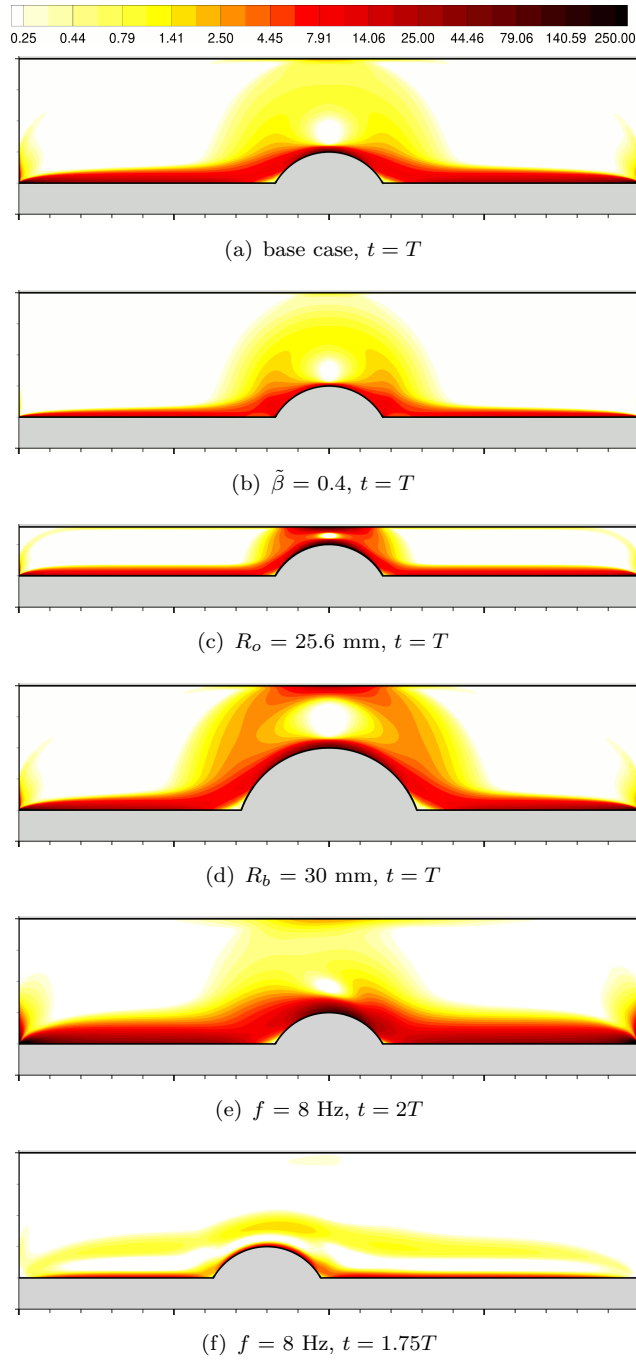 0.25 0.44 0.79 1.41 2.50 4.45 7.91 14.06 25.00 44.46 79.06 140.59 250.00
(a) base case, t = T
(b) β̃ = 0.4, t = T
(c) R_o = 25.6 mm, t = T
(d) R_b = 30 mm, t = T
(e) f = 8 Hz, t = 2T
(f) f = 8 Hz, t = 1.75T